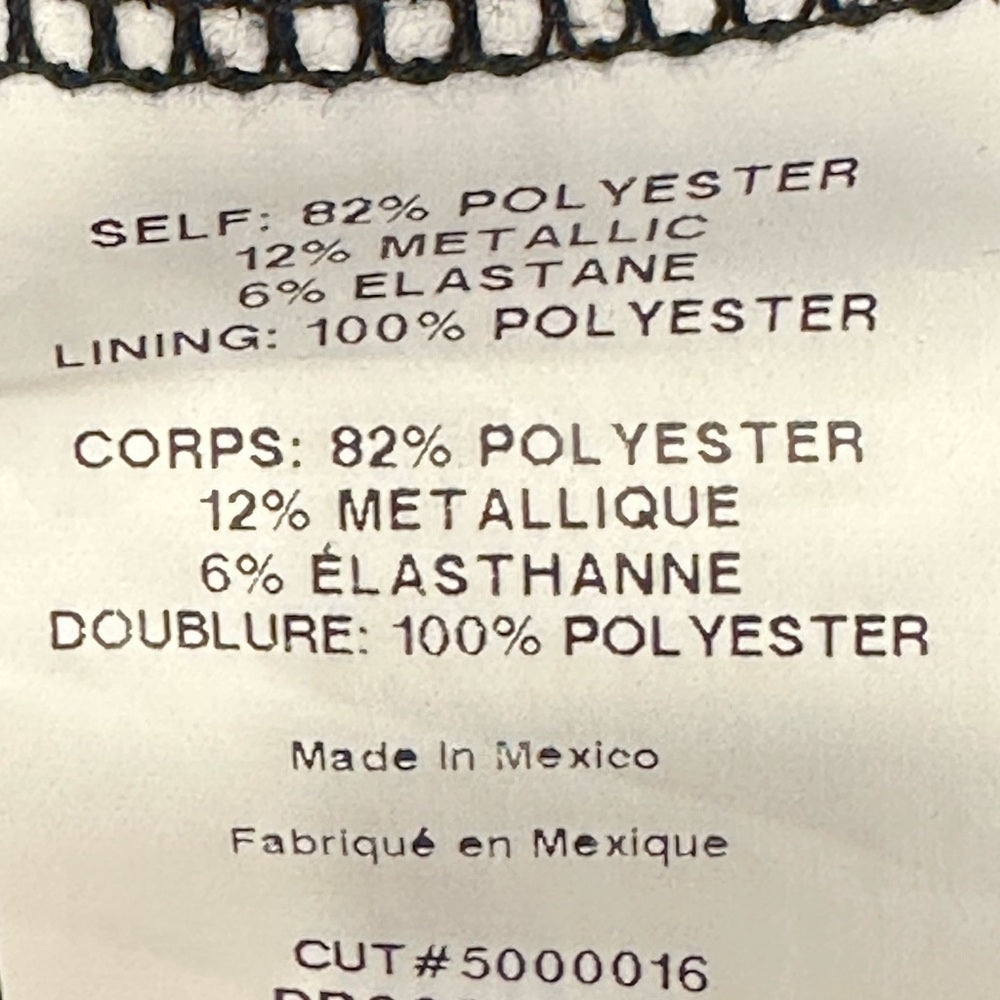 SELF: 82% POLYESTER
12% METALLIC
6% ELASTANE
LINING: 100% POLYESTER
CORPS: 82% POLYESTER
12% METALLIQUE
6% ÉLASTHANNE
DOUBLURE: 100% POLYESTER
Made In Mexico
Fabriqué en Mexique
CUT#5000016